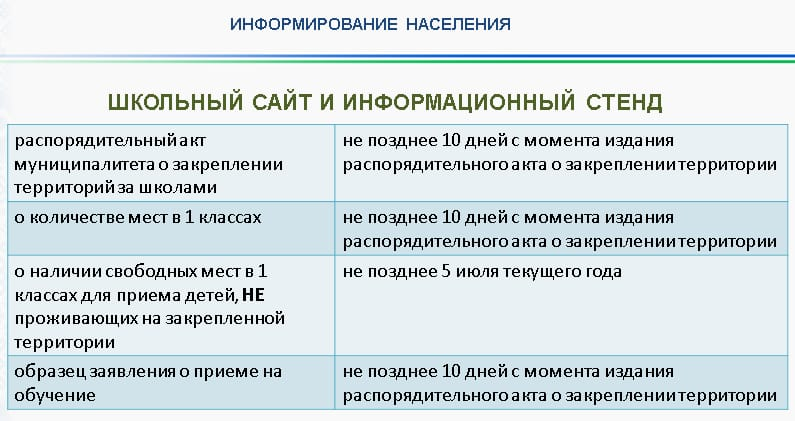 ИНФОРМИРОВАНИЕ НАСЕЛЕНИЯ
ШКОЛЬНЫЙ САЙТ И ИНФОРМАЦИОННЫЙ СТЕНД
распорядительный акт
муниципалитета о закреплении
территорий за школами
не позднее 10 дней с момента издания
распорядительного акта о закреплении территории
о количестве мест в 1 классах
не позднее 10 дней с момента издания
распорядительного акта о закреплении территории
о наличии свободных мест в 1
классах для приема детей, НЕ
проживающих на закрепленной
территории
не позднее 5 июля текущего года
образец заявления о приеме на
обучение
не позднее 10 дней с момента издания
распорядительного акта о закреплении территории